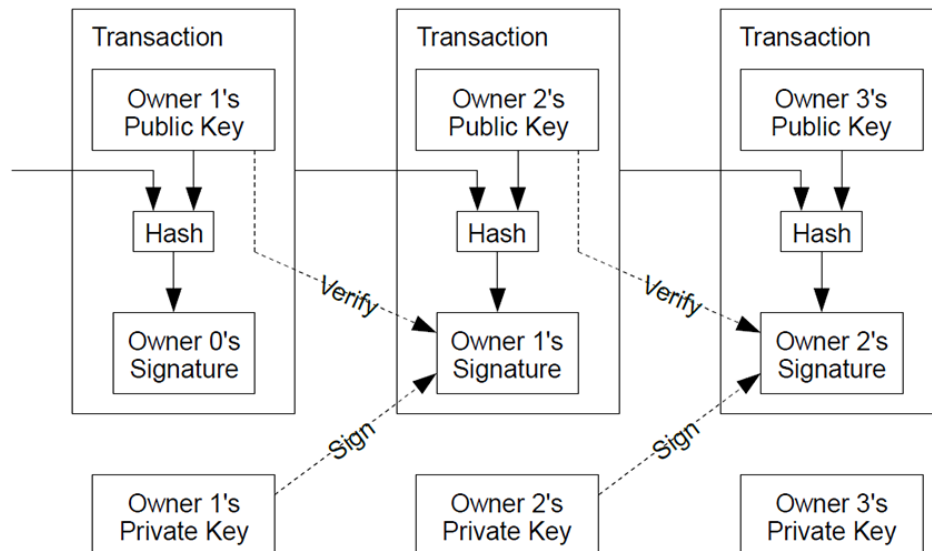 Transaction
Transaction
Transaction
Owner 1's
Public Key
Owner 2's
Public Key
Owner 3's
Public Key
Hash
Hash
Hash
Verify
Verify
Owner 0's
Signature
Owner 1's
Signature
Owner 2's
Signature
Sign
Sign
Owner 1's
Private Key
Owner 2's
Private Key
Owner 3's
Private Key